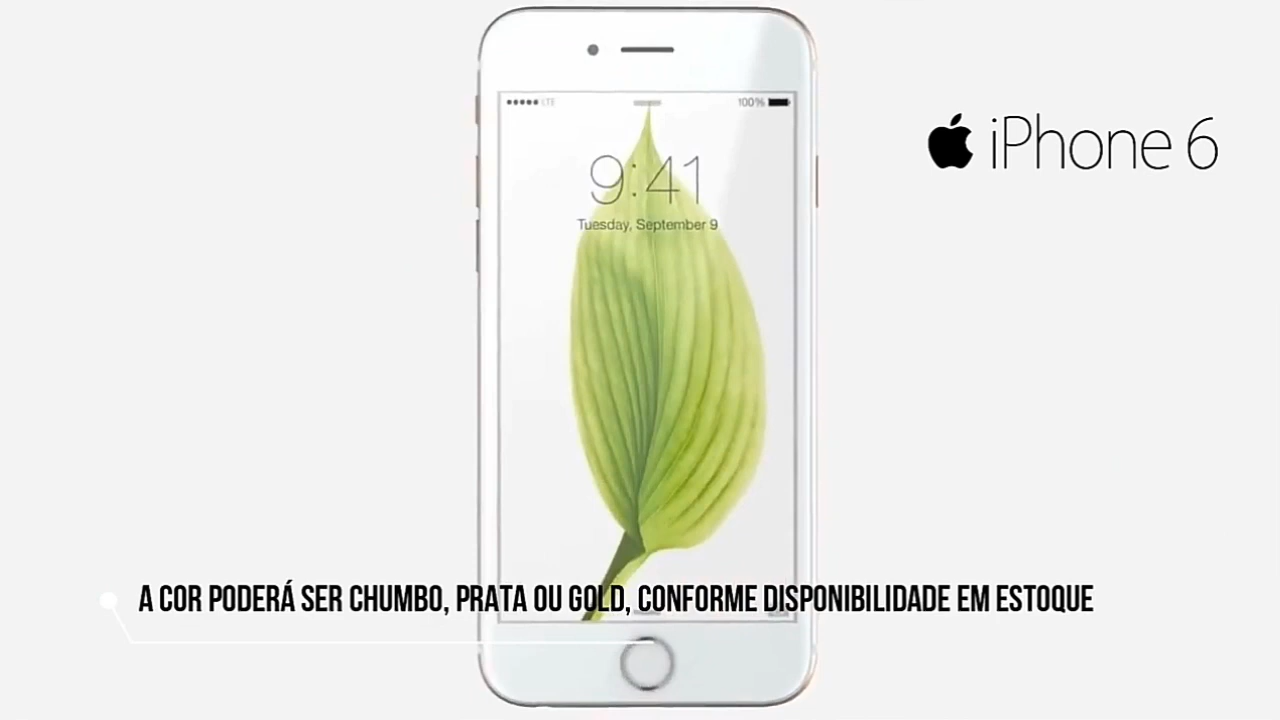 LTE
100%
iPhone 6
9:41
Tuesday, September 9
A COR PODERÁ SER CHUMBO, PRATA OU GOLD, CONFORME DISPONIBILIDADE EM ESTOQUE